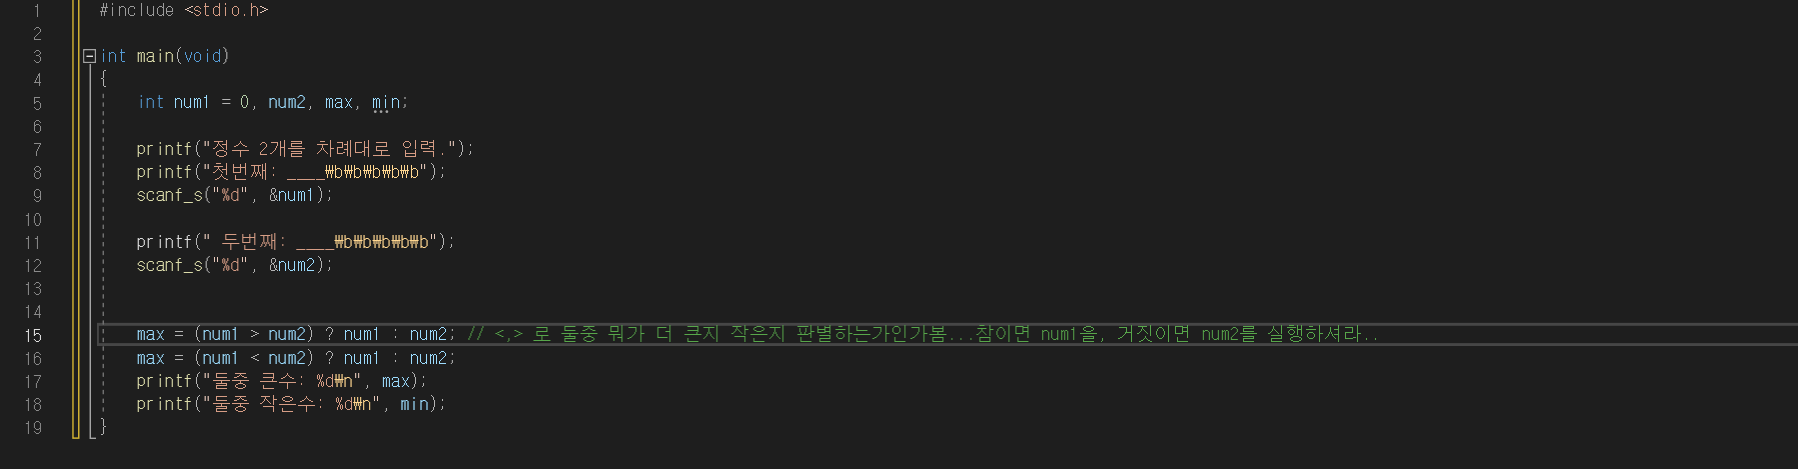 1 #include <stdio.h>
2
3 int main(void)
4 {
5 int num1 = 0, num2, max, min;
6
7 printf("정수 2개를 차례대로 입력.");
8 printf("첫번째: ____₩b₩b₩b₩b₩b");
9 scanf_s("%d", &num1);
10
11 printf(" 두번째: ____₩b₩b₩b₩b₩b");
12 scanf_s("%d", &num2);
13
14
15 max = (num1 > num2) ? num1 : num2; // <,> 로 둘중 뭐가 더 큰지 작은지 판별하는가인가봄...참이면 num1을, 거짓이면 num2를 실행하셔라..
16 max = (num1 < num2) ? num1 : num2;
17 printf("둘중 큰수: %d₩n", max);
18 printf("둘중 작은수: %d₩n", min);
19 }